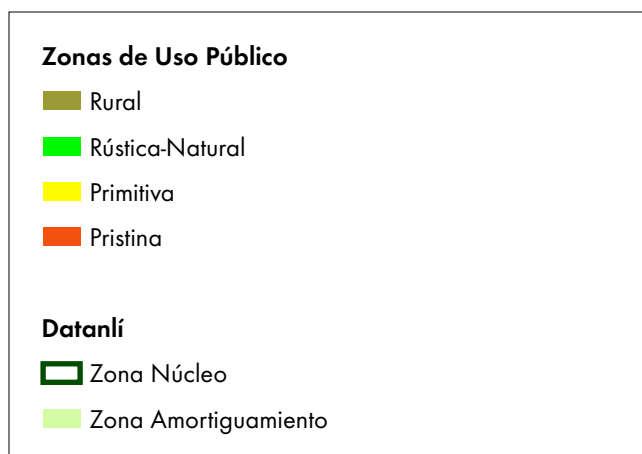 Zonas de Uso Público
Rural
Rústica-Natural
Primitiva
Pristina
Datanlí
Zona Núcleo
Zona Amortiguamiento